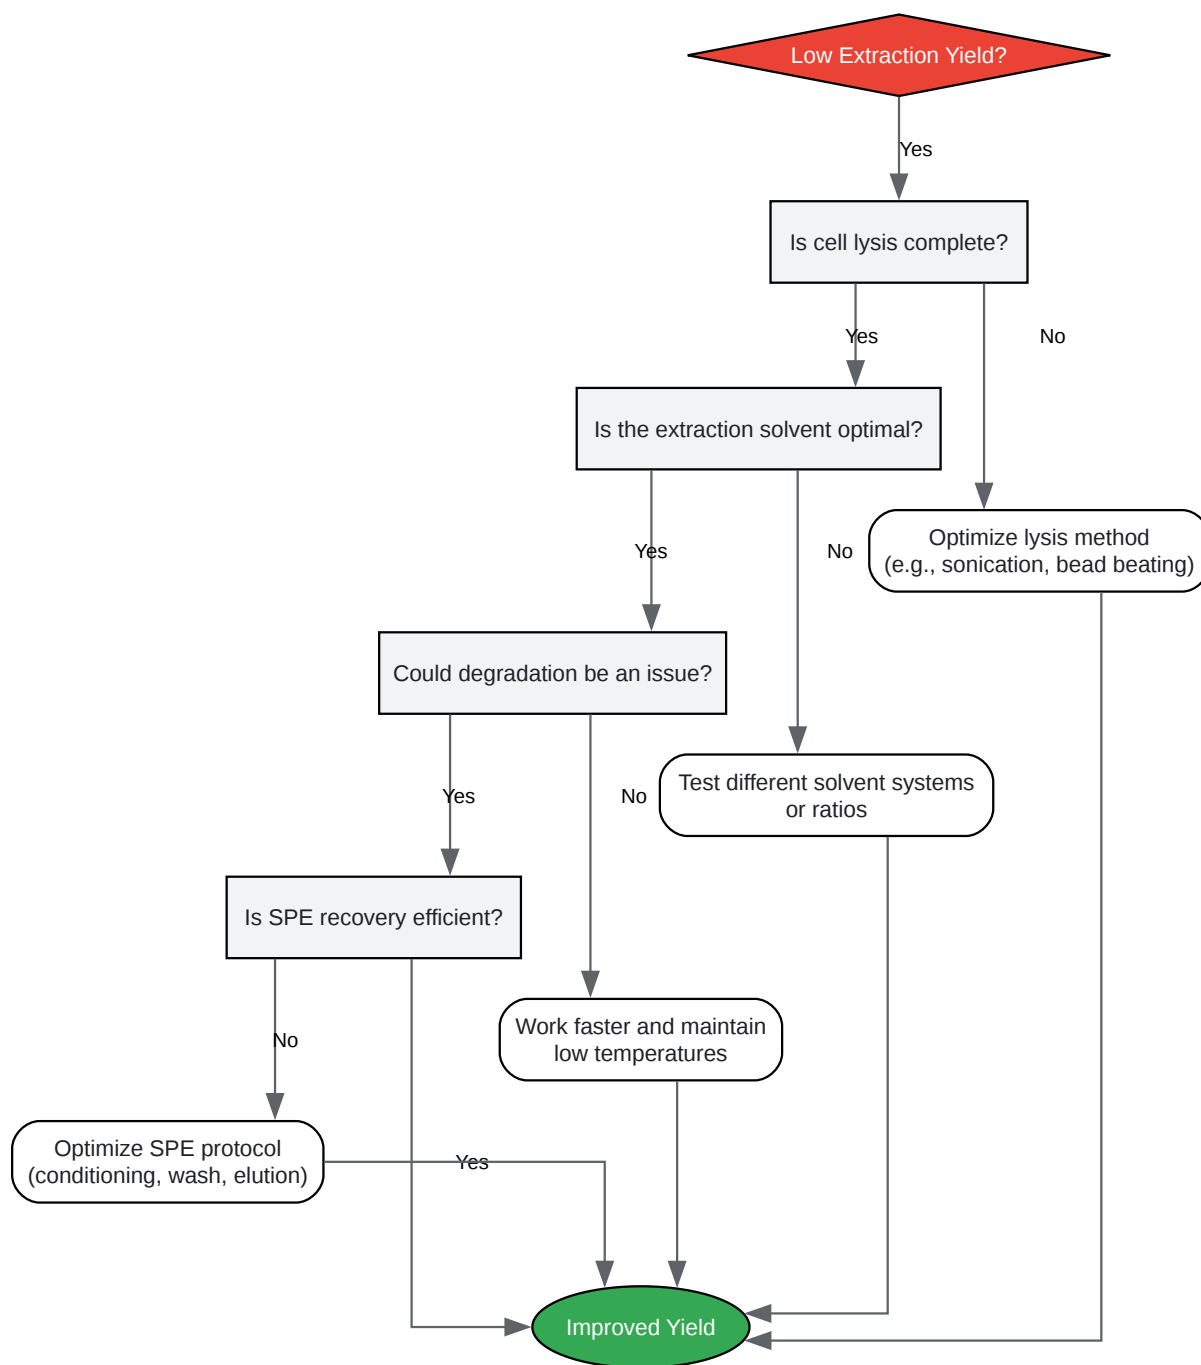 Low Extraction Yield?
Yes
Is cell lysis complete?
Yes
No
Is the extraction solvent optimal?
Yes
No
Optimize lysis method
(e.g., sonication, bead beating)
Could degradation be an issue?
Yes
No
Test different solvent systems
or ratios
Is SPE recovery efficient?
No
Work faster and maintain
low temperatures
Optimize SPE protocol
(conditioning, wash, elution)
Yes
Improved Yield